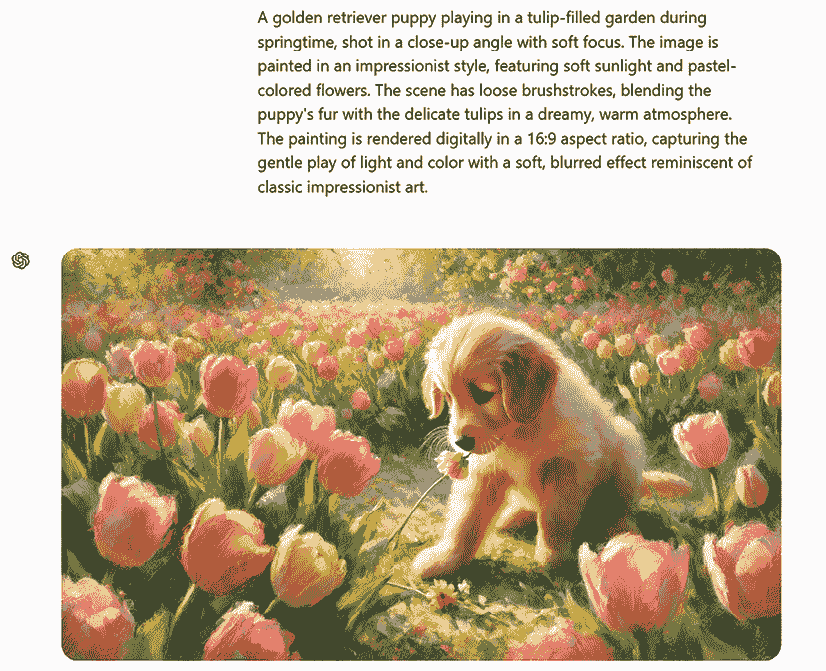 A golden retriever puppy playing in a tulip-filled garden during
springtime, shot in a close-up angle with soft focus. The image is
painted in an impressionist style, featuring soft sunlight and pastel-
colored flowers. The scene has loose brushstrokes, blending the
puppy's fur with the delicate tulips in a dreamy, warm atmosphere.
The painting is rendered digitally in a 16:9 aspect ratio, capturing the
gentle play of light and color with a soft, blurred effect reminiscent of
classic impressionist art.